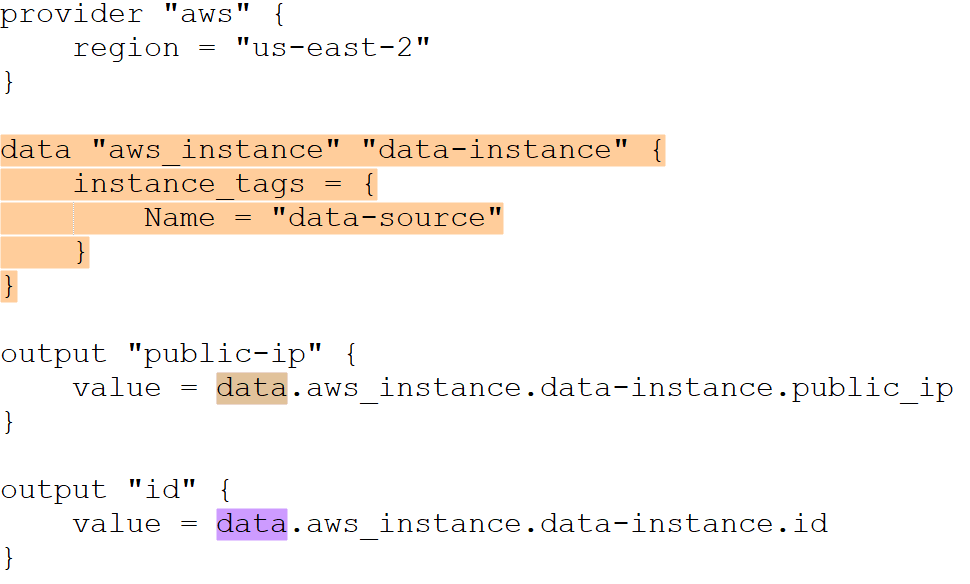 provider "aws" {
    region = "us-east-2"
}
data "aws_instance" "data-instance" {
    instance_tags = {
        Name = "data-source"
    }
}
output "public-ip" {
    value = data.aws_instance.data-instance.public_ip
}
output "id" {
    value = data.aws_instance.data-instance.id
}